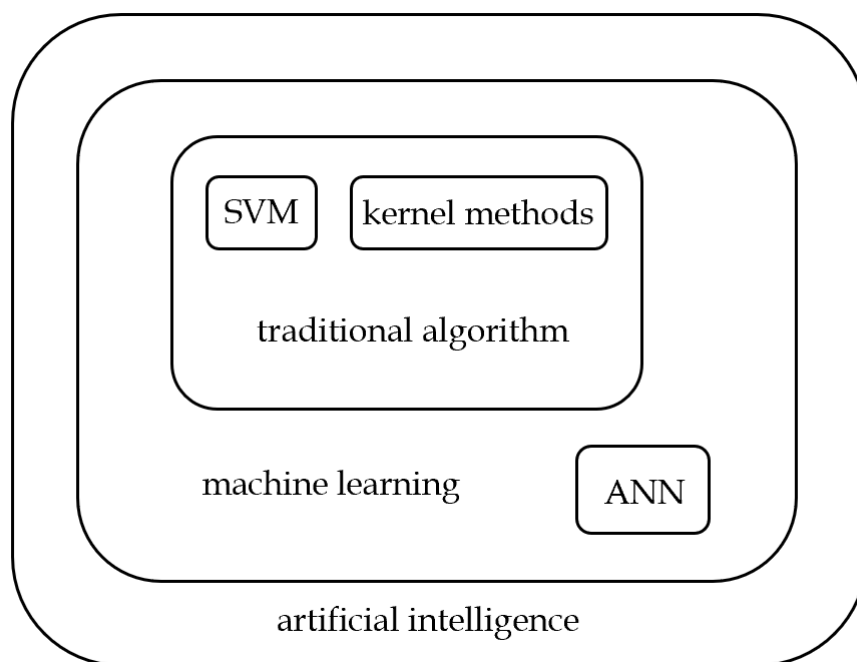 SVM
kernel methods
traditional algorithm
machine learning
ANN
artificial intelligence